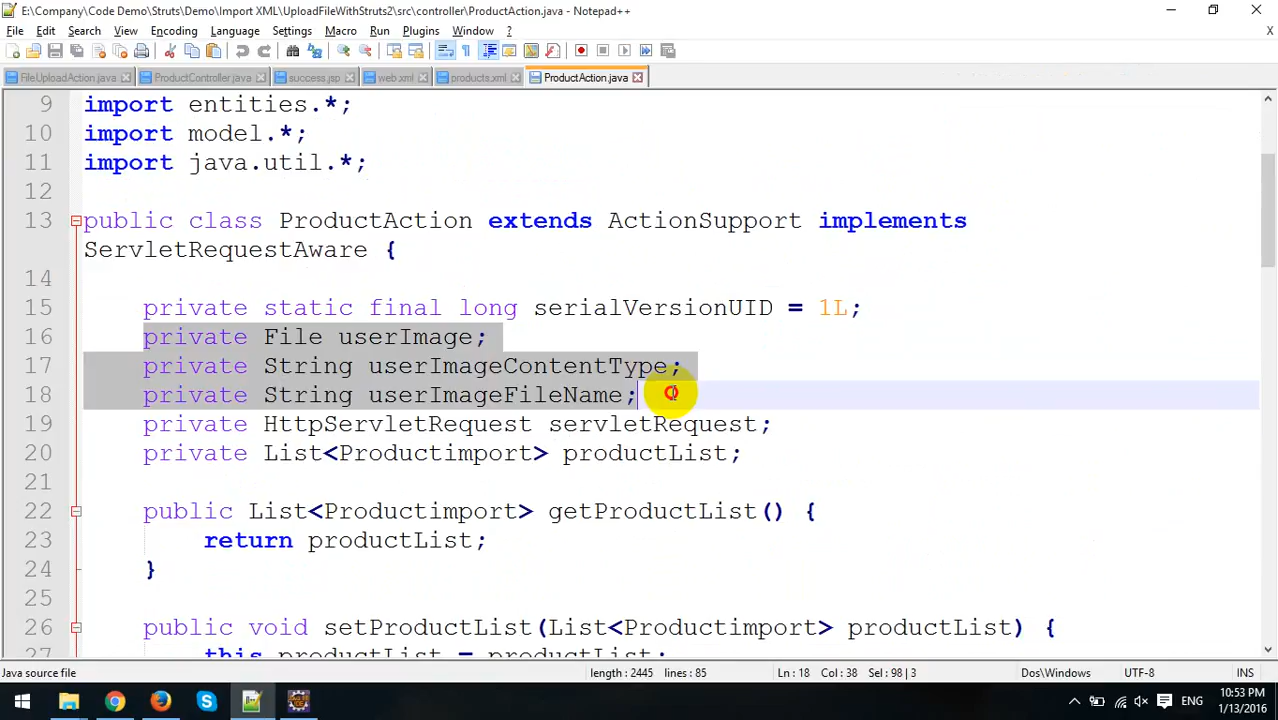 E:\Company\Code Demo\Struts\Demo\Import XML\UploadFileWithStruts2\src\controller\ProductAction.java - Notepad++
File Edit Search View Encoding Language Settings Macro Run Plugins Window ? X
FileUploadAction.java ProductController.java success.jsp web.xml products.xml ProductAction.java
9 import entities.*;
10 import model.*;
11 import java.util.*;
12
13 public class ProductAction extends ActionSupport implements
ServletRequestAware {
14
15 private static final long serialVersionUID = 1L;
16 private File userImage;
17 private String userImageContentType;
18 private String userImageFileName;
19 private HttpServletRequest servletRequest;
20 private List<Productimport> productList;
21
22 public List<Productimport> getProductList() {
23 return productList;
24 }
25
26 public void setProductList(List<Productimport> productList) {
27 this.productList = productList;
Java source file length : 2445 lines : 85 Ln : 18 Col : 38 Sel : 98 | 3 Dos\Windows UTF-8 INS
ENG 10:53 PM
1/13/2016